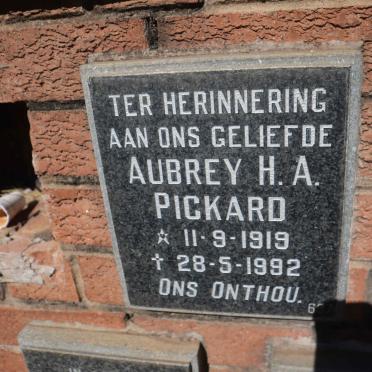 TER HERINNERING
AAN ONS GELIEFDE
AUBREY H.A.
PICKARD
☆ 11-9-1919
† 28-5-1992
ONS ONTHOU.